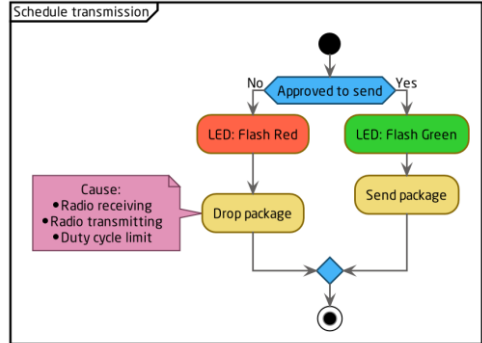 Schedule transmission
No
Approved to send
Yes
LED: Flash Red
LED: Flash Green
Cause:
•Radio receiving
•Radio transmitting
•Duty cycle limit
Drop package
Send package